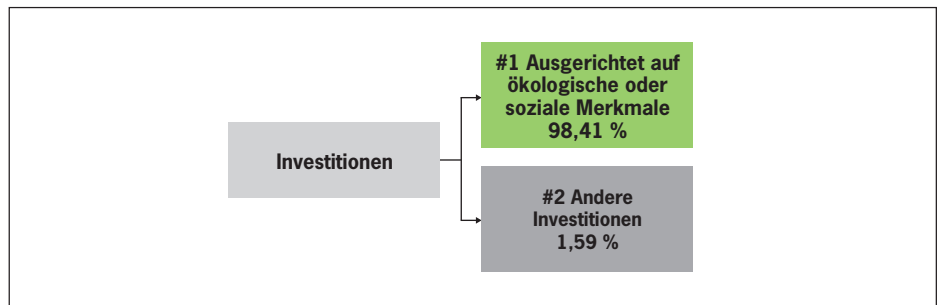 #1 Ausgerichtet auf
ökologische oder
soziale Merkmale
98,41 %
Investitionen
#2 Andere
Investitionen
1,59 %